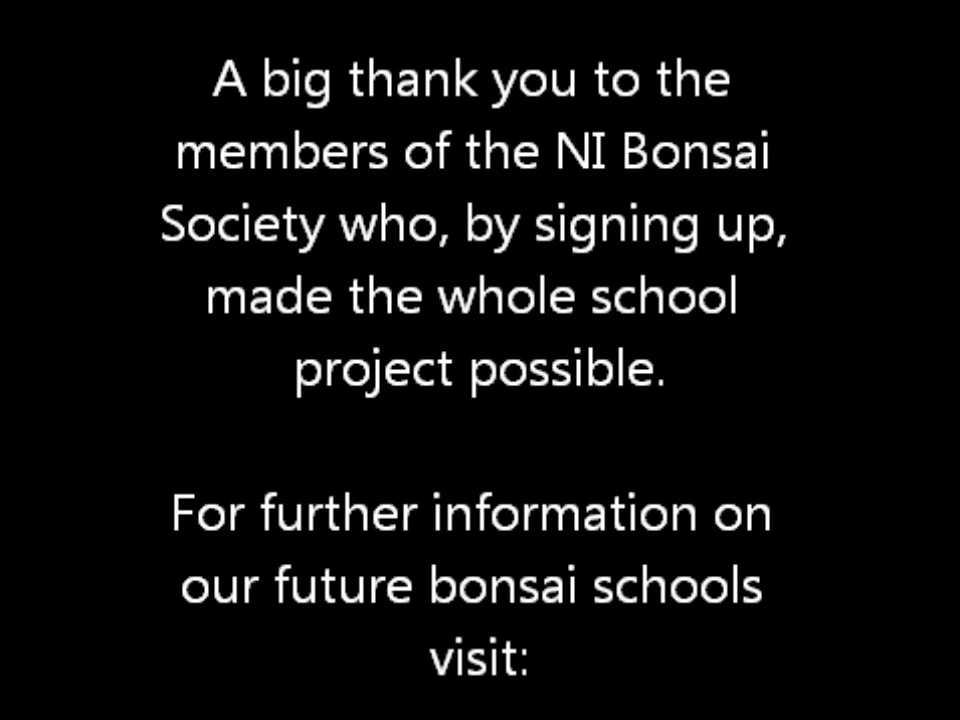 A big thank you to the
members of the NI Bonsai
Society who, by signing up,
made the whole school
project possible.
For further information on
our future bonsai schools
visit: